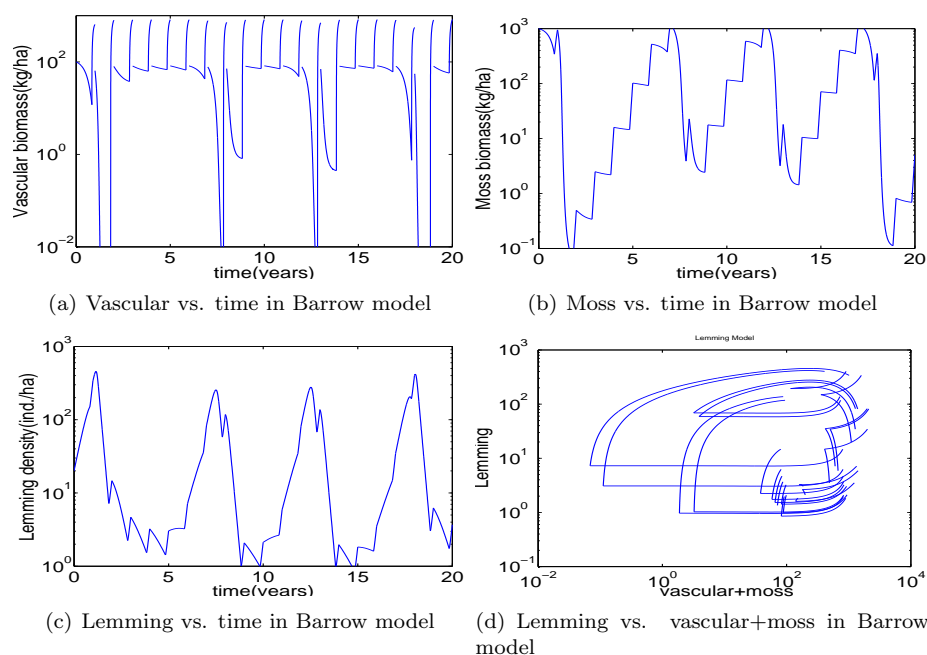 Vascular biomass(kg/ha)
10^2
10^0
10^-2
0 5 10 15 20
time(years)
(a) Vascular vs. time in Barrow model
Moss biomass(kg/ha)
10^3
10^2
10^1
10^0
10^-1
0 5 10 15 20
time(years)
(b) Moss vs. time in Barrow model
Lemming density(ind./ha)
10^3
10^2
10^1
10^0
0 5 10 15 20
time(years)
(c) Lemming vs. time in Barrow model
Lemming Model
Lemming
10^3
10^2
10^1
10^0
10^-1
10^-2 10^0 10^2 10^4
vascular+moss
(d) Lemming vs. vascular+moss in Barrow
model